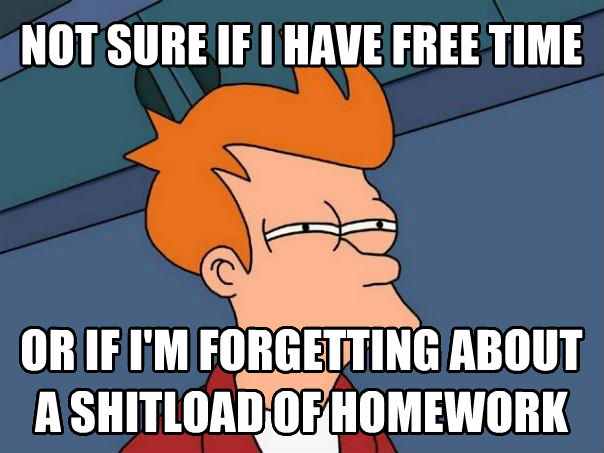 NOT SURE IF I HAVE FREE TIME
OR IF I'M FORGETTING ABOUT
A SHITLOAD OF HOMEWORK